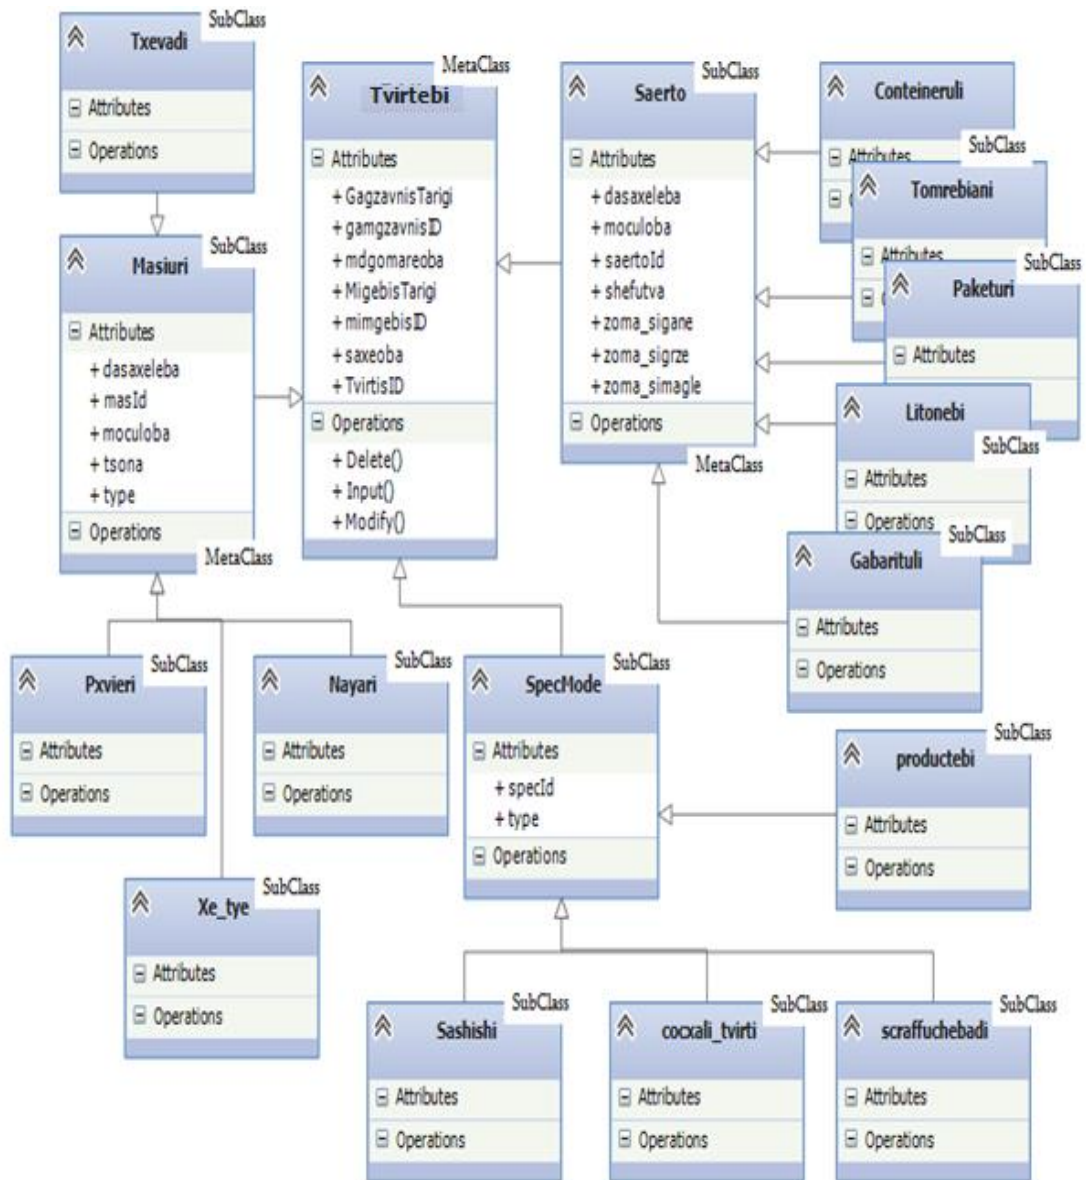 SubClass
Txevadi
Attributes
Operations
MetaClass
Tvirtebi
Attributes
+ GagzavnisTarigi
+ gamgzavnisID
+ mdgomareoba
+ MigebisTarigi
+ mimgebisID
+ saxeoba
+ TvirtisID
Operations
+ Delete()
+ Input()
+ Modify()
SubClass
Saerto
Attributes
+ dasaxeleba
+ moculoba
+ saertoId
+ shefutva
+ zoma_sigane
+ zoma_sigrze
+ zoma_simagle
Operations
MetaClass
Conteineruli
Attributes
SubClass
Tomrebiani
Attributes
SubClass
Paketuri
Attributes
Litonebi
SubClass
Attributes
Operations
SubClass
Gabarituli
Attributes
Operations
SubClass
Masiuri
Attributes
+ dasaxeleba
+ masId
+ moculoba
+ tsona
+ type
Operations
MetaClass
SubClass
Pxvieri
Attributes
Operations
SubClass
Nayari
Attributes
Operations
SubClass
SpecMode
Attributes
+ specId
+ type
Operations
SubClass
productebi
Attributes
Operations
SubClass
Xe_tye
Attributes
Operations
SubClass
Sashishi
Attributes
Operations
SubClass
cocxali_tvirti
Attributes
Operations
SubClass
scraffuchebadi
Attributes
Operations